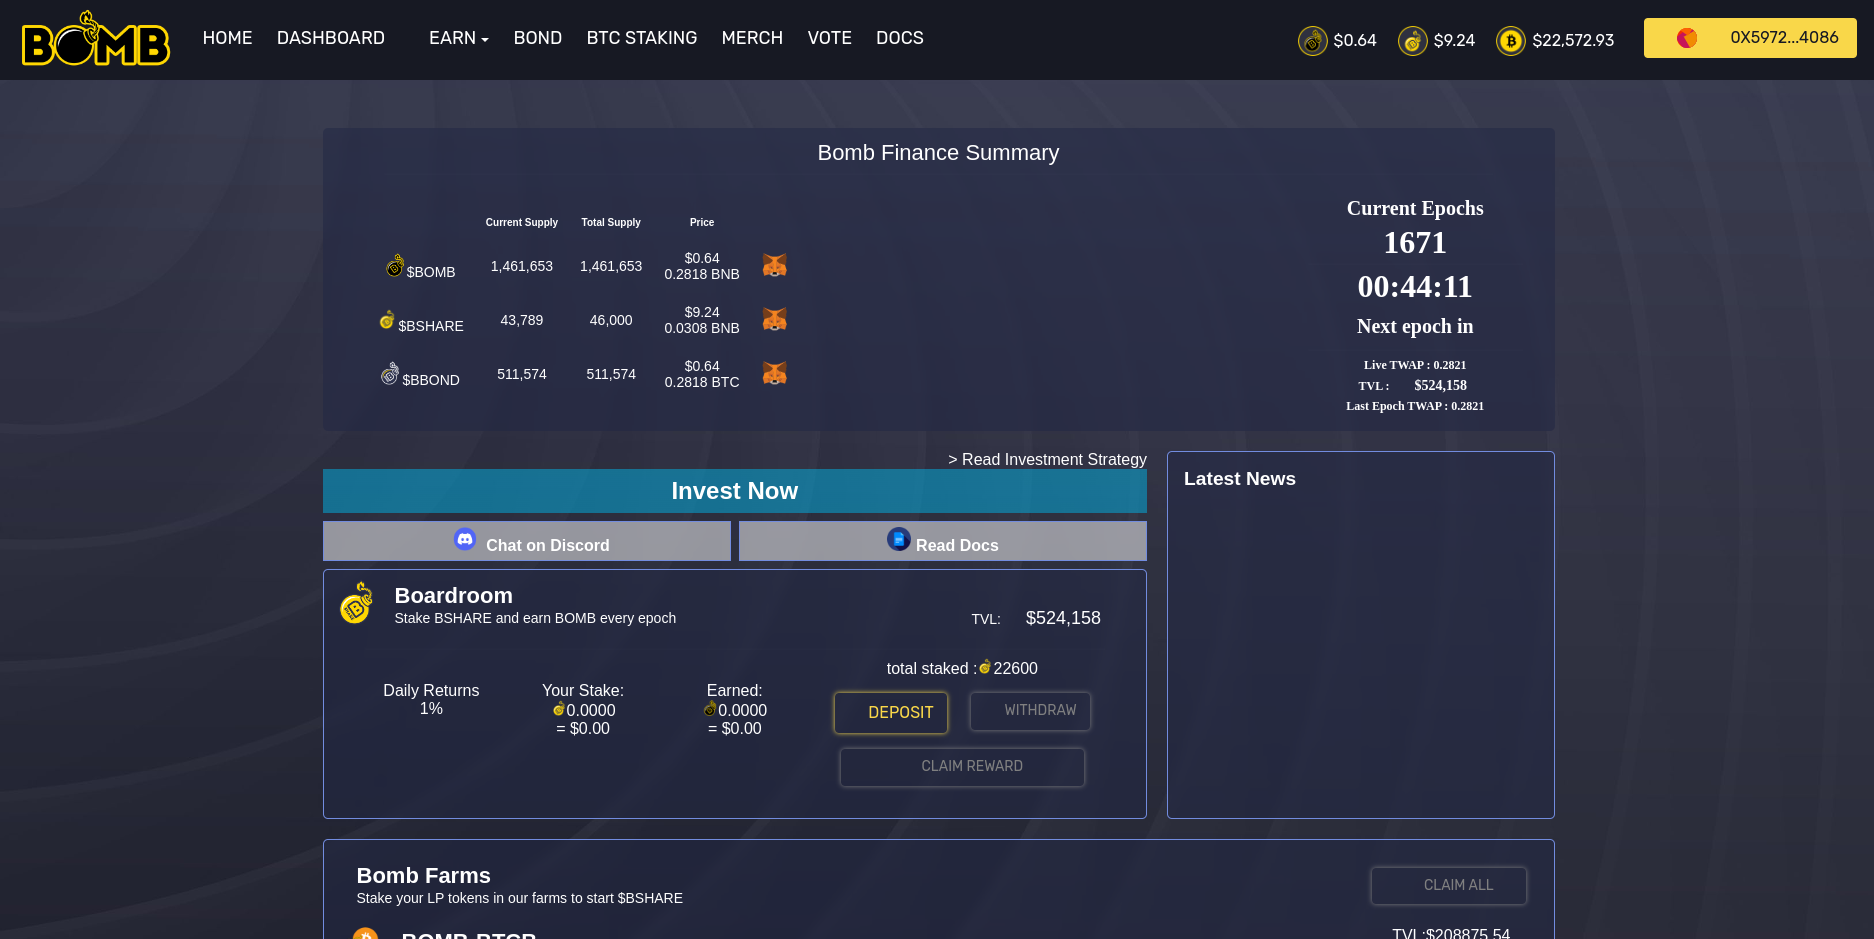 BOMB HOME DASHBOARD EARN BOND BTC STAKING MERCH VOTE DOCS $0.64 $9.24 $22,572.93 0X5972...4086
Bomb Finance Summary
Current Supply Total Supply Price
$BOMB 1,461,653 1,461,653 $0.64
0.2818 BNB
$BSHARE 43,789 46,000 $9.24
0.0308 BNB
$BBOND 511,574 511,574 $0.64
0.2818 BTC
Current Epochs
1671
00:44:11
Next epoch in
Live TWAP : 0.2821
TVL : $524,158
Last Epoch TWAP : 0.2821
> Read Investment Strategy
Invest Now
Chat on Discord Read Docs
Boardroom
Stake BSHARE and earn BOMB every epoch
TVL: $524,158
total staked : 22600
Daily Returns
1%
Your Stake:
0.0000
= $0.00
Earned:
0.0000
= $0.00
DEPOSIT WITHDRAW
CLAIM REWARD
Latest News
Bomb Farms
Stake your LP tokens in our farms to start $BSHARE
CLAIM ALL
BOMB-BTCB TVL:$208875.54